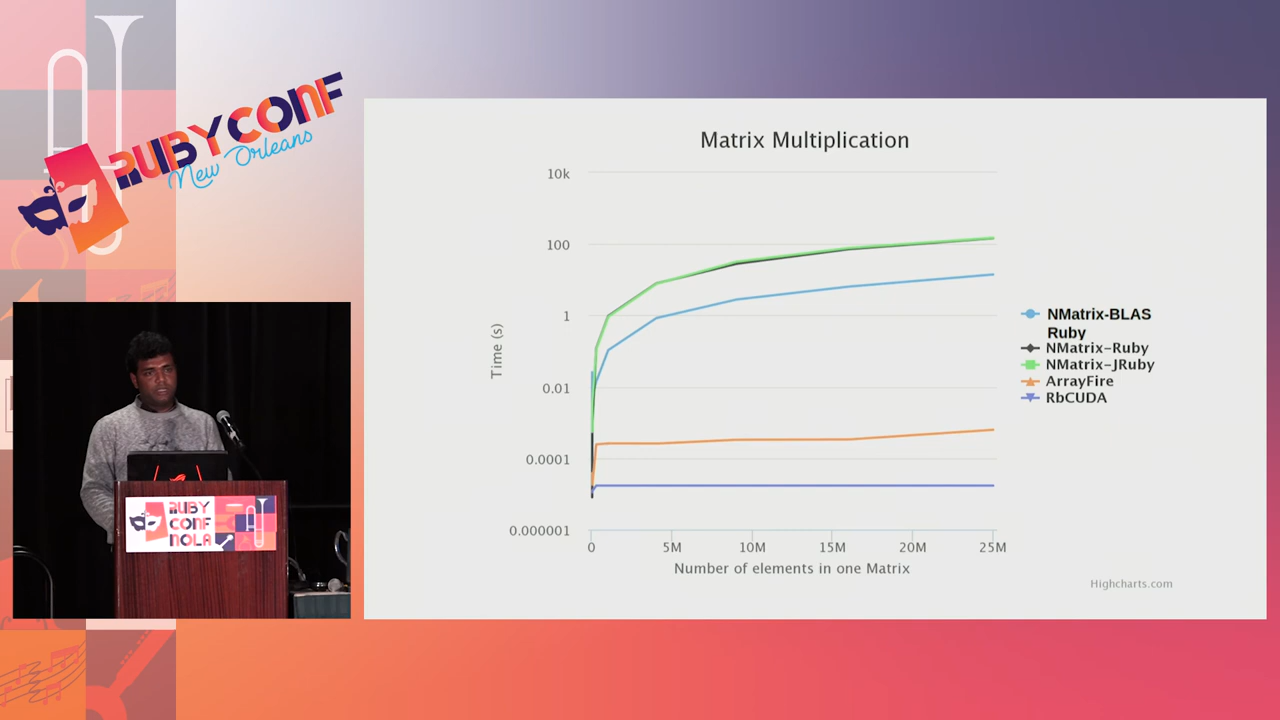 RUBYCONF
New Orleans
Matrix Multiplication
10k
100
1
0.01
0.0001
0.000001
Time (s)
0 5M 10M 15M 20M 25M
Number of elements in one Matrix
NMatrix-BLAS
Ruby
NMatrix-Ruby
NMatrix-JRuby
ArrayFire
RbCUDA
Highcharts.com
RUBY
CONF
NOLA